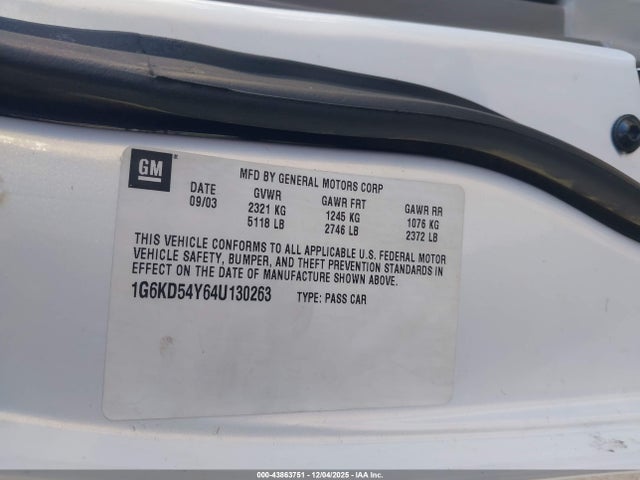 GM
MFD BY GENERAL MOTORS CORP
DATE GVWR GAWR FRT GAWR RR
09/03 2321 KG 1245 KG 1076 KG
5118 LB 2746 LB 2372 LB
THIS VEHICLE CONFORMS TO ALL APPLICABLE U.S. FEDERAL MOTOR
VEHICLE SAFETY, BUMPER, AND THEFT PREVENTION STANDARDS IN
EFFECT ON THE DATE OF MANUFACTURE SHOWN ABOVE.
1G6KD54Y64U130263 TYPE: PASS CAR
000-43863751 - 12/04/2025 - IAAI.COM